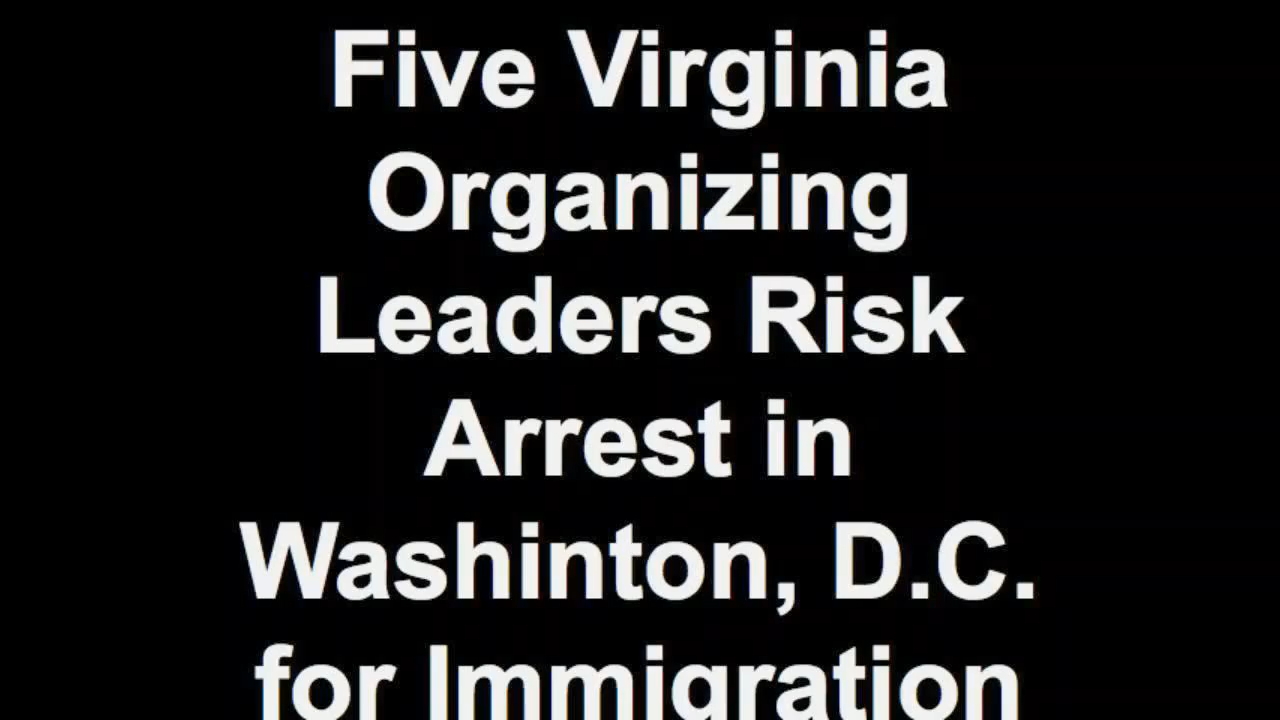 Five Virginia
Organizing
Leaders Risk
Arrest in
Washinton, D.C.
for Immigration